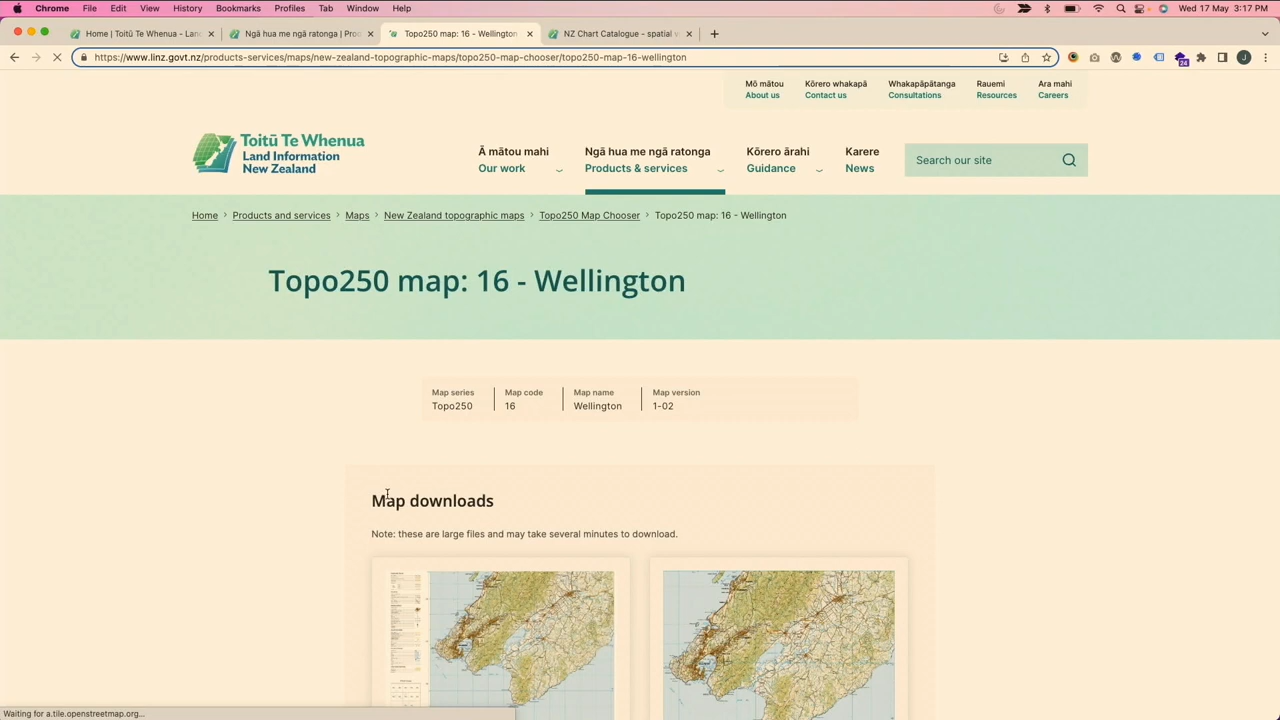 Chrome File Edit View History Bookmarks Profiles Tab Window Help Wed 17 May 3:17 PM
Home | Toitū Te Whenua - Lan
Ngā hua me ngā ratonga | Pro
Topo250 map: 16 - Wellington
NZ Chart Catalogue - spatial v
https://www.linz.govt.nz/products-services/maps/new-zealand-topographic-maps/topo250-map-chooser/topo250-map-16-wellington
24
J
Mō mātou
About us
Kōrero whakapā
Contact us
Whakapāpātanga
Consultations
Rauemi
Resources
Ara mahi
Careers
Toitū Te Whenua
Land Information
New Zealand
Ā mātou mahi
Our work
Ngā hua me ngā ratonga
Products & services
Kōrero ārahi
Guidance
Karere
News
Search our site
Home > Products and services > Maps > New Zealand topographic maps > Topo250 Map Chooser > Topo250 map: 16 - Wellington
Topo250 map: 16 - Wellington
Map series
Topo250
Map code
16
Map name
Wellington
Map version
1-02
Map downloads
Note: these are large files and may take several minutes to download.
Waiting for a.tile.openstreetmap.org...